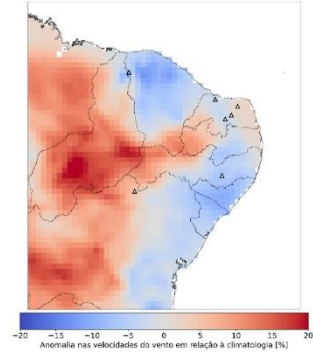 −20 −15 −10 −5 0 5 10 15 20
Anomalia nas velocidades do vento em relação à climatologia [%]